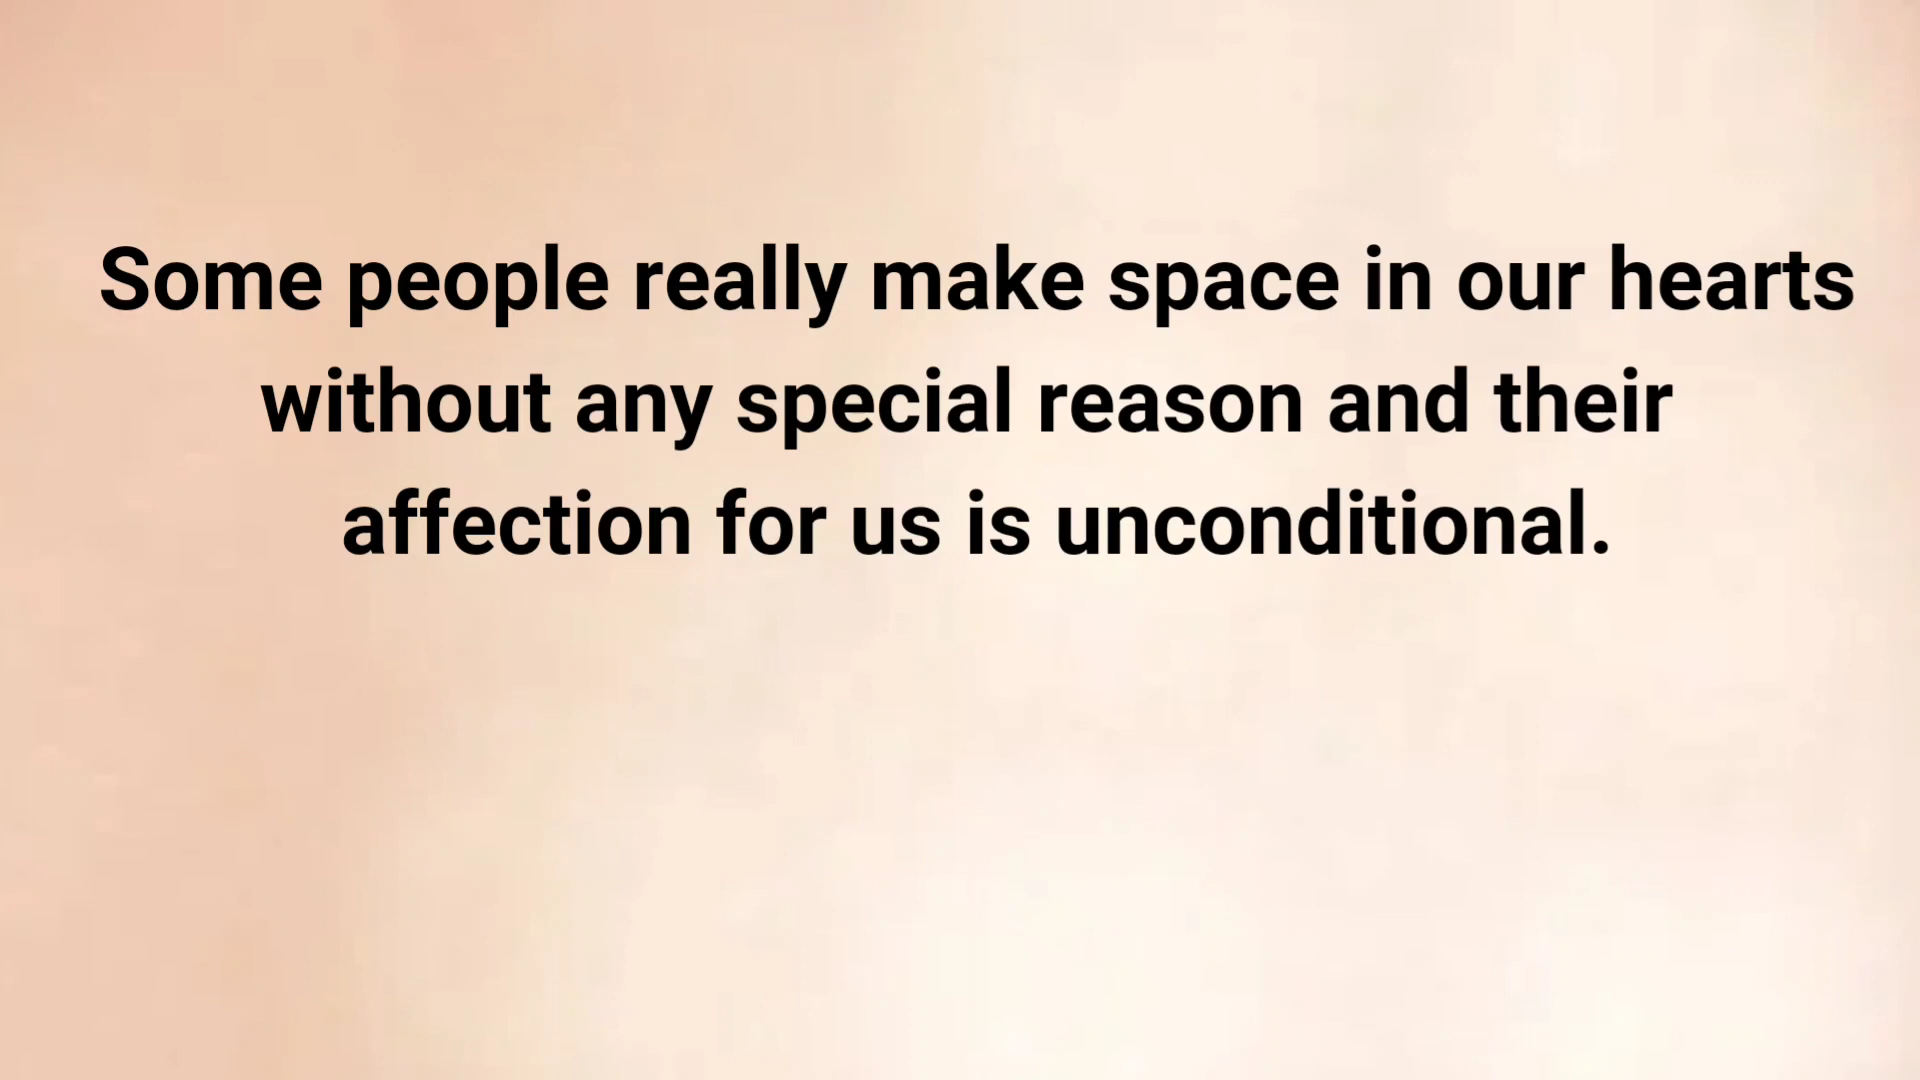 Some people really make space in our hearts
without any special reason and their
affection for us is unconditional.